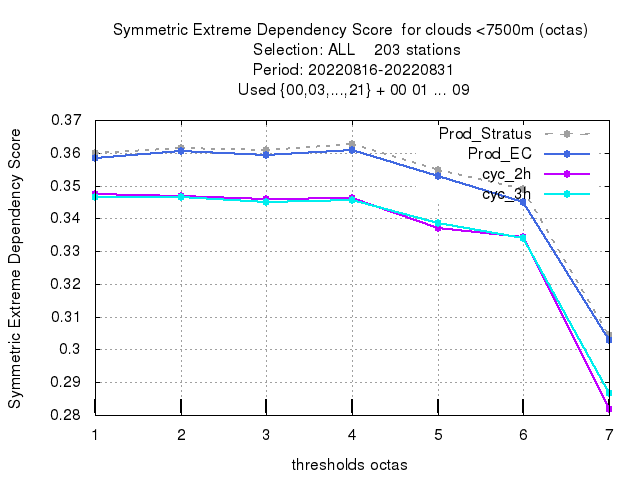 Symmetric Extreme Dependency Score  for clouds <7500m (octas)
Selection: ALL    203 stations
Period: 20220816-20220831
Used {00,03,...,21} + 00 01 ... 09
Symmetric Extreme Dependency Score
0.37
0.36
0.35
0.34
0.33
0.32
0.31
0.3
0.29
0.28
Prod_Stratus
Prod_EC
cyc_2h
cyc_3h
1 2 3 4 5 6 7
thresholds octas